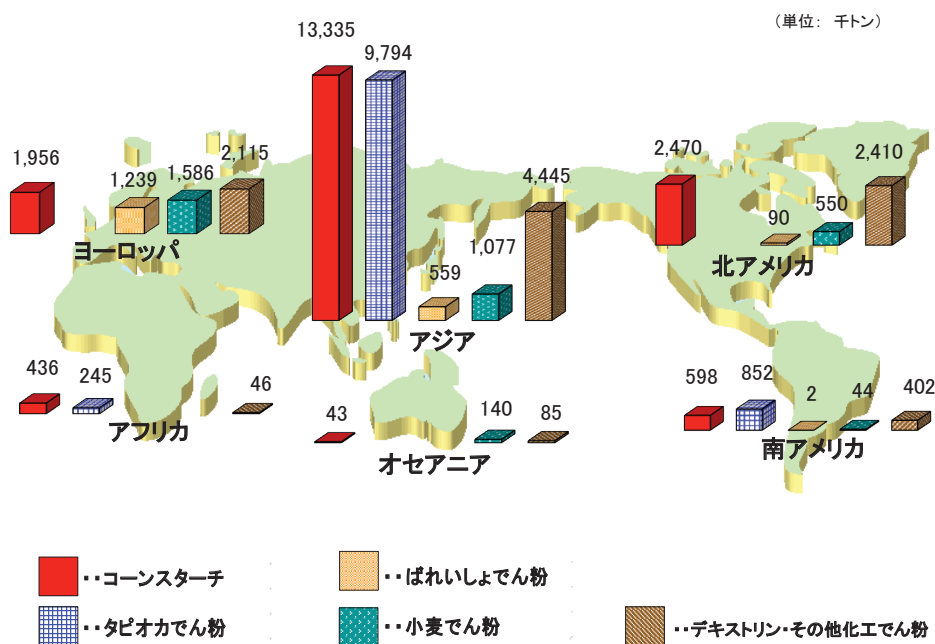 (単位: 千トン)
13,335
9,794
1,956
1,239
1,586
2,115
ヨーロッパ
4,445
559
1,077
アジア
2,470
90
550
2,410
北アメリカ
436
245
46
アフリカ
43
140
85
オセアニア
598
852
2
44
402
南アメリカ
‥コーンスターチ
‥ばれいしょでん粉
‥タピオカでん粉
‥小麦でん粉
‥デキストリン・その他化工でん粉